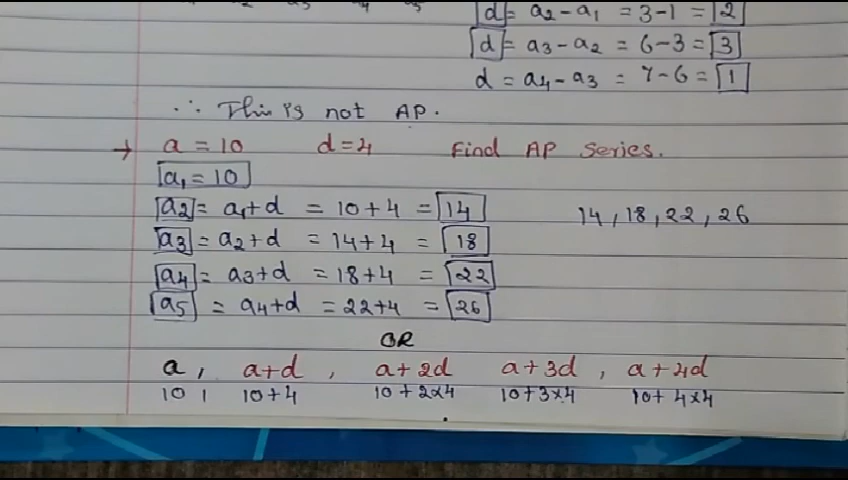 d = a2 - a1 = 3-1 = 2
d = a3 - a2 = 6-3 = 3
d = a4 - a3 = 7-6 = 1
∴ This is not AP.
→ a = 10 d=4 Find AP series.
a1 = 10
a2 = a1+d = 10+4 = 14 14, 18, 22, 26
a3 = a2+d = 14+4 = 18
a4 = a3+d = 18+4 = 22
a5 = a4+d = 22+4 = 26
OR
a, a+d, a+2d a+3d, a+4d
10, 10+4 10+2×4 10+3×4 10+4×4